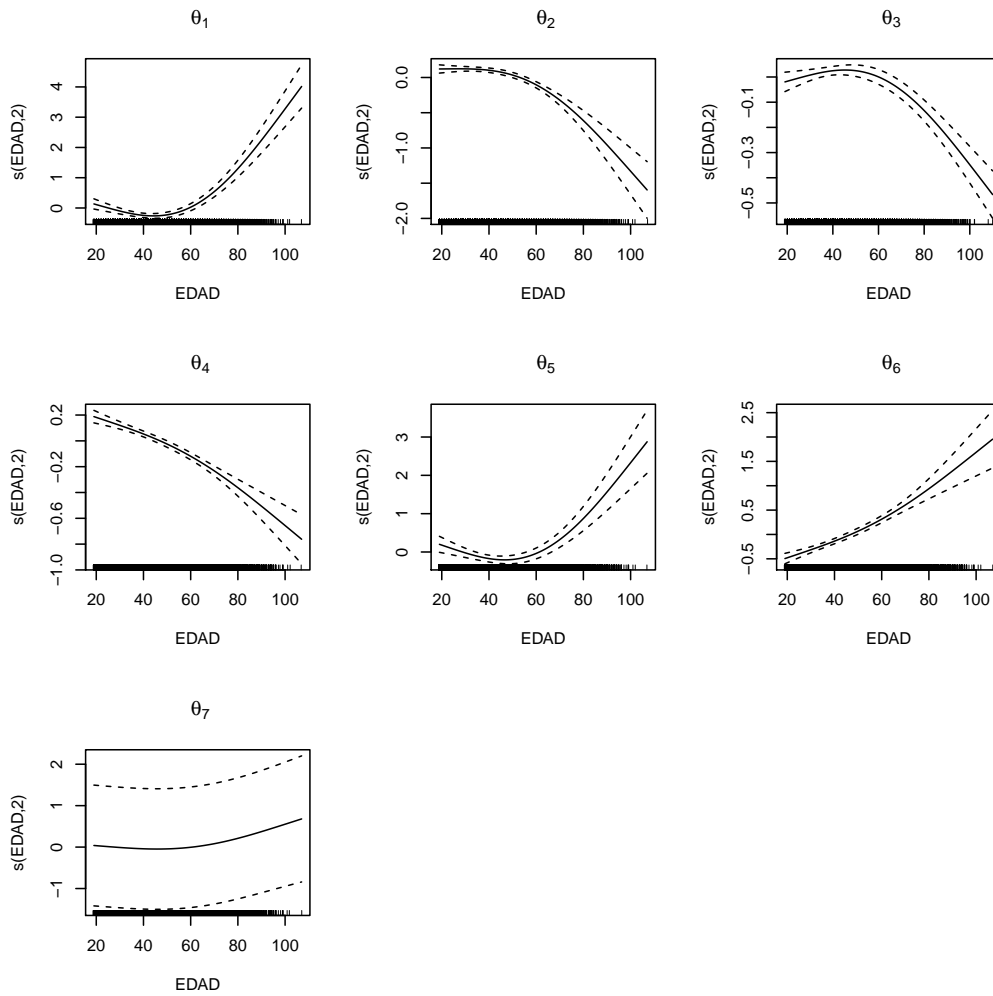 θ1
θ2
θ3
s(EDAD,2)
0 1 2 3 4
20 40 60 80 100
EDAD
s(EDAD,2)
−2.0 −1.0 0.0
20 40 60 80 100
EDAD
s(EDAD,2)
−0.5 −0.3 −0.1
20 40 60 80 100
EDAD
θ4
θ5
θ6
s(EDAD,2)
−1.0 −0.6 −0.2 0.2
20 40 60 80 100
EDAD
s(EDAD,2)
0 1 2 3
20 40 60 80 100
EDAD
s(EDAD,2)
−0.5 0.5 1.5 2.5
20 40 60 80 100
EDAD
θ7
s(EDAD,2)
−1 0 1 2
20 40 60 80 100
EDAD